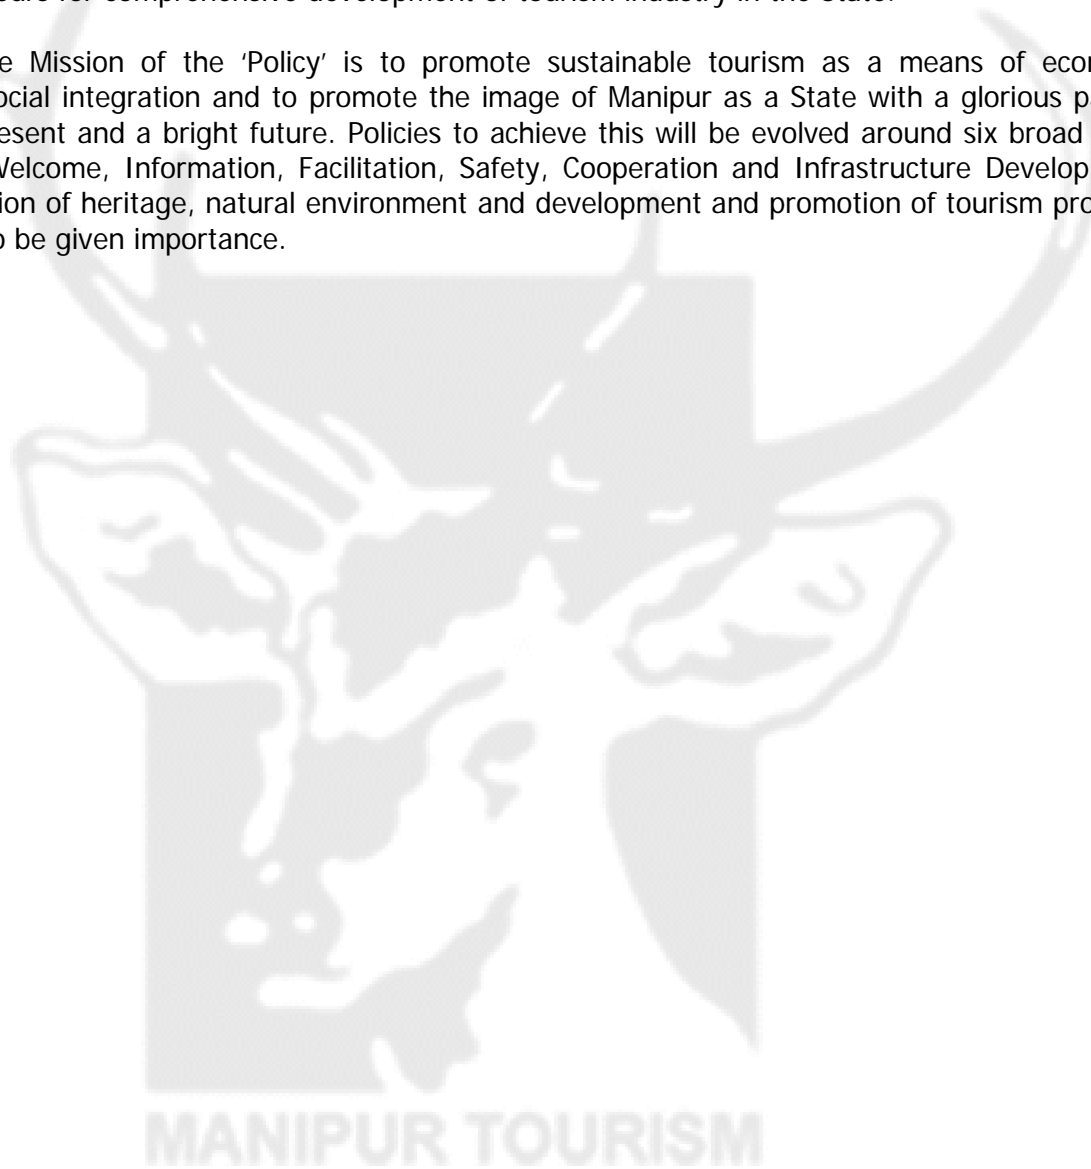 for comprehensive development of tourism industry in the state.
e Mission of the ‘Policy’ is to promote sustainable tourism as a means of econ
ocial integration and to promote the image of Manipur as a State with a glorious p
esent and a bright future. Policies to achieve this will be evolved around six broad
Welcome, Information, Facilitation, Safety, Cooperation and Infrastructure Develop
ion of heritage, natural environment and development and promotion of tourism pro
o be given importance.
MANIPUR TOURISM